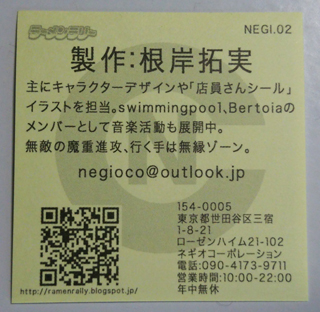 ラーメンラリー
NEGI.02
製作:根岸拓実
主にキャラクターデザインや「店員さんシール」
イラストを担当。swimmingpool、Bertoiaの
メンバーとして音楽活動も展開中。
無敵の魔重進攻、行く手は無縁ゾーン。
negioco@outlook.jp
154-0005
東京都世田谷区三宿
1-8-21
ローゼンハイム21-102
ネギオコーポレーション
電話:090-4173-9711
営業時間:10:00-22:00
年中無休
http://ramenrally.blogspot.jp/